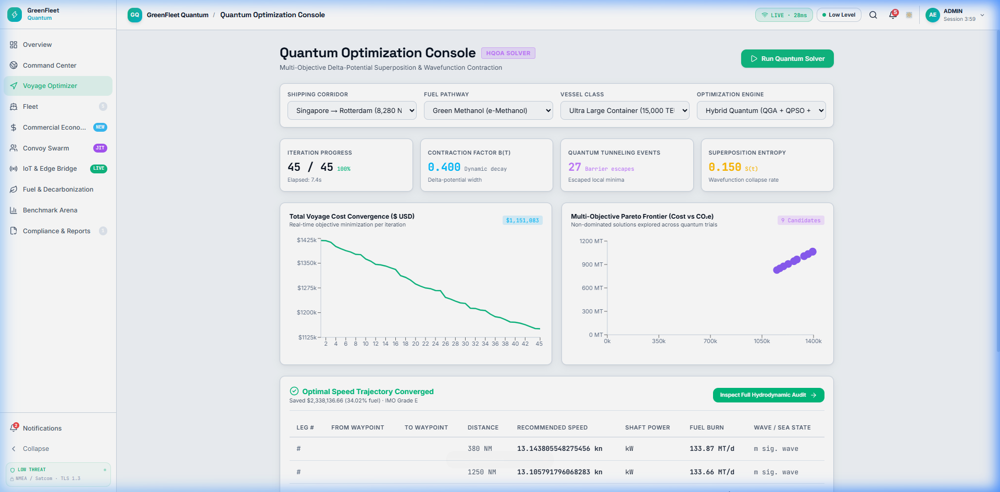 GreenFleet
Quantum
Overview
Command Center
Voyage Optimizer
Fleet 5
Commercial Econo... NEW
Convoy Swarm JIT
IoT & Edge Bridge LIVE
Fuel & Decarbonization
Benchmark Arena
Compliance & Reports 1
2 Notifications
Collapse
LOW THREAT
NMEA / Satcom · TLS 1.3
GQ GreenFleet Quantum / Quantum Optimization Console
LIVE · 28ms
Low Level
5
AE ADMIN
Session 3:59
Quantum Optimization Console HQOA SOLVER
Multi-Objective Delta-Potential Superposition & Wavefunction Contraction
Run Quantum Solver
SHIPPING CORRIDOR FUEL PATHWAY VESSEL CLASS OPTIMIZATION ENGINE
Singapore → Rotterdam (8,280 N Green Methanol (e-Methanol) Ultra Large Container (15,000 TE Hybrid Quantum (QGA + QPSO +
ITERATION PROGRESS
45 / 45 100%
Elapsed: 7.4s
CONTRACTION FACTOR B(T)
0.400 Dynamic decay
Delta-potential width
QUANTUM TUNNELING EVENTS
27 Barrier escapes
Escaped local minima
SUPERPOSITION ENTROPY
0.150 S(t)
Wavefunction collapse rate
Total Voyage Cost Convergence ($ USD)
Real-time objective minimization per iteration
$1,151,083
$1425k
$1350k
$1275k
$1200k
$1125k
2 4 6 8 10 12 14 16 18 20 22 24 26 28 30 32 34 36 38 40 42 45
Multi-Objective Pareto Frontier (Cost vs CO₂e)
Non-dominated solutions explored across quantum trials
9 Candidates
1200 MT
900 MT
600 MT
300 MT
0 MT
0k 350k 700k 1050k 1400k
Optimal Speed Trajectory Converged
Saved $2,338,136.66 (34.02% fuel) · IMO Grade E
Inspect Full Hydrodynamic Audit →
LEG # FROM WAYPOINT TO WAYPOINT DISTANCE RECOMMENDED SPEED SHAFT POWER FUEL BURN WAVE / SEA STATE
# 380 NM 13.143805548275456 kn kW 133.87 MT/d m sig. wave
# 1250 NM 13.105791796068283 kn kW 133.66 MT/d m sig. wave